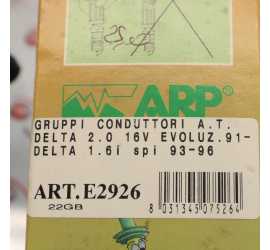 ARP
GRUPPI CONDUTTORI A.T.
DELTA 2.0 16V EVOLUZ.91-
DELTA 1.6i spi 93-96
ART.E2926
22GB
8 031345 075264